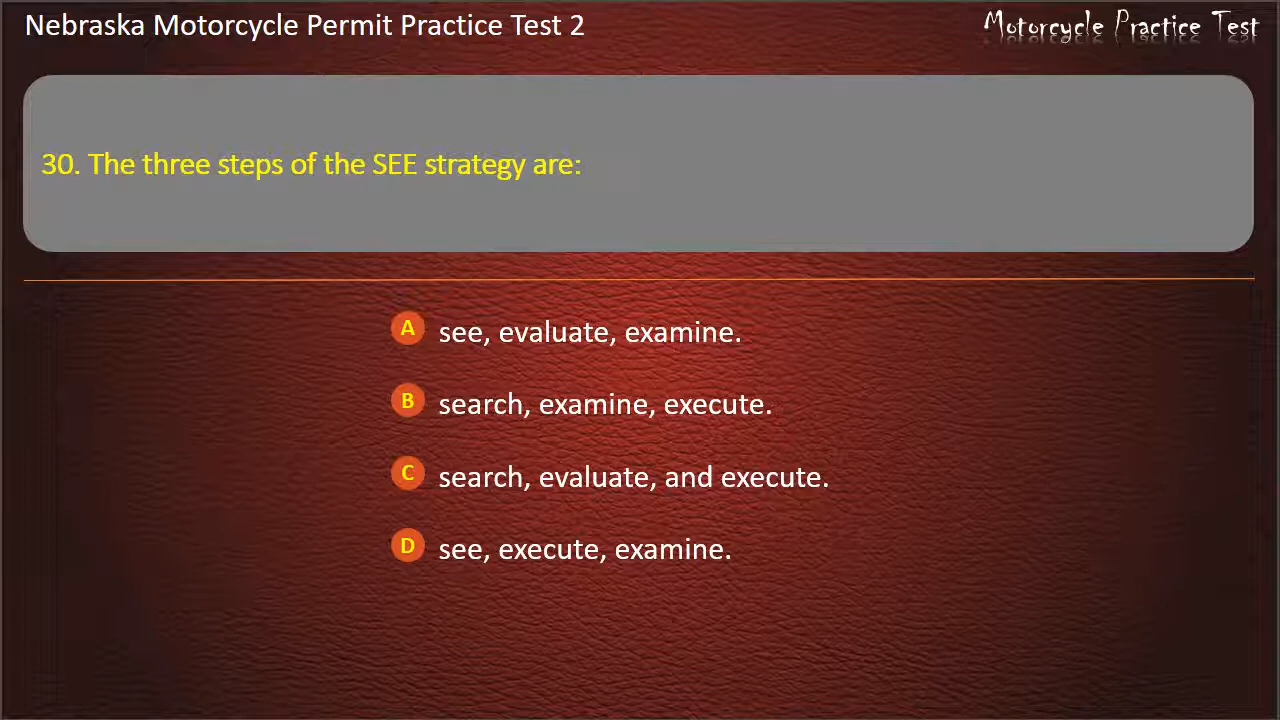 Nebraska Motorcycle Permit Practice Test 2
Motorcycle Practice Test
30. The three steps of the SEE strategy are:
A see, evaluate, examine.
B search, examine, execute.
C search, evaluate, and execute.
D see, execute, examine.